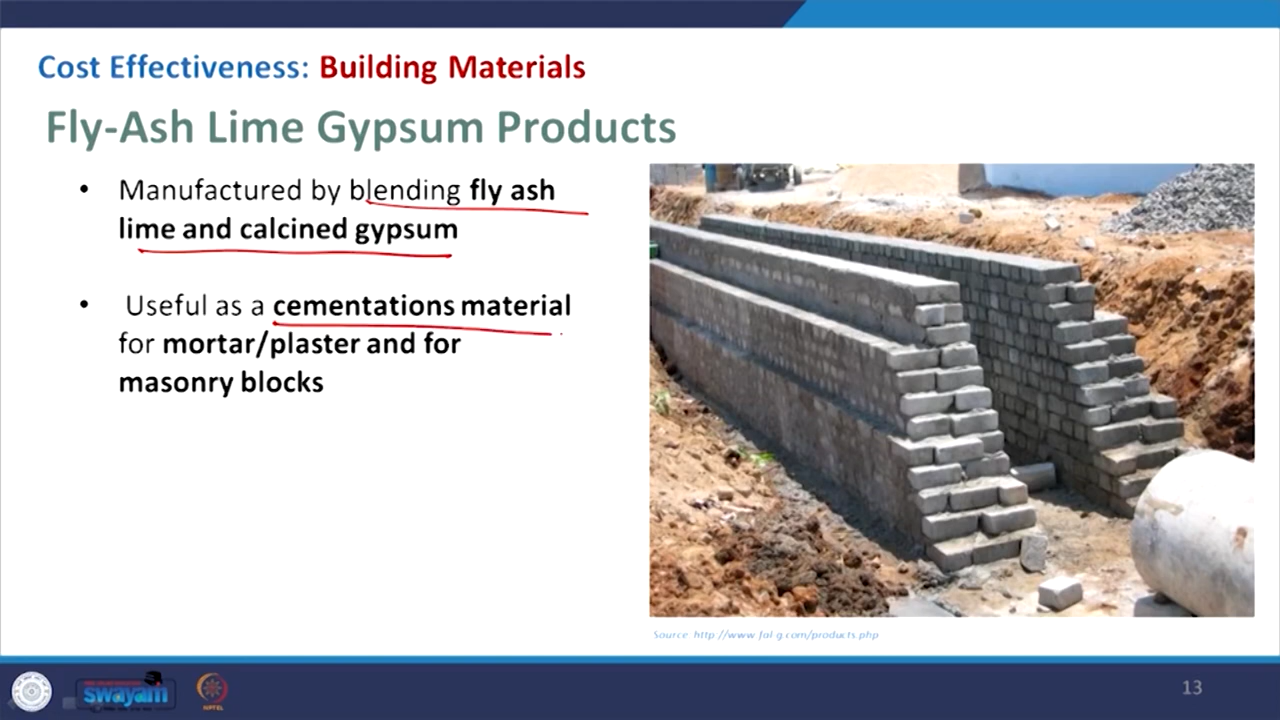 Cost Effectiveness: Building Materials
Fly-Ash Lime Gypsum Products
• Manufactured by blending fly ash
lime and calcined gypsum
• Useful as a cementations material
for mortar/plaster and for
masonry blocks
Source http://www.fal g.com/products.php
swayam
NPTEL
13